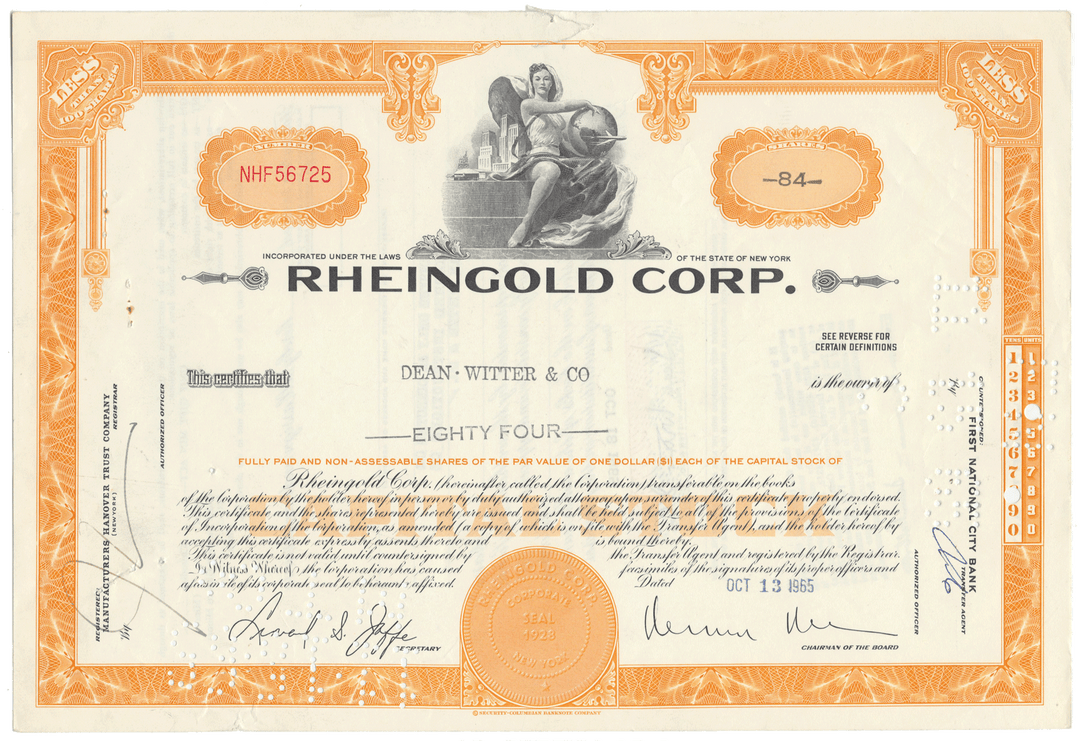 LESS
THAN
100 SHARES
LESS
THAN
100 SHARES
NUMBER
NHF56725
SHARES
-84-
INCORPORATED UNDER THE LAWS
OF THE STATE OF NEW YORK
RHEINGOLD CORP.
SEE REVERSE FOR
CERTAIN DEFINITIONS
This certifies that
DEAN WITTER & CO
is the owner of
EIGHTY FOUR
FULLY PAID AND NON-ASSESSABLE SHARES OF THE PAR VALUE OF ONE DOLLAR ($1) EACH OF THE CAPITAL STOCK OF
Rheingold Corp. (hereinafter called the Corporation) transferable on the books
of the Corporation by the holder hereof in person or by duly authorized attorney upon surrender of this certificate properly endorsed.
This certificate and the shares represented hereby are issued and shall be held subject to all of the provisions of the Certificate
of Incorporation of the corporation, as amended (a copy of which is on file with the Transfer Agent), and the holder hereof by
accepting this certificate expressly assents thereto and is bound thereby.
This certificate is not valid until countersigned by the Transfer Agent and registered by the Registrar.
In Witness Whereof, the Corporation has caused facsimiles of the signatures of its proper officers and
a facsimile of its corporate seal to be hereunto affixed. Dated
OCT 13 1965
CAPITAL STOCK
RHEINGOLD CORP.
CORPORATE
SEAL
1928
NEW YORK
Leonard S. Jaffe
SECRETARY
CHAIRMAN OF THE BOARD
REGISTERED:
MANUFACTURERS HANOVER TRUST COMPANY
(NEW YORK)
REGISTRAR
By
AUTHORIZED OFFICER
COUNTERSIGNED:
FIRST NATIONAL CITY BANK
TRANSFER AGENT
By
AUTHORIZED OFFICER
TENS UNITS
1 1
2 2
3 3
4
5 5
6 6
7 7
8
9 9
0 0
© SECURITY-COLUMBIAN BANKNOTE COMPANY